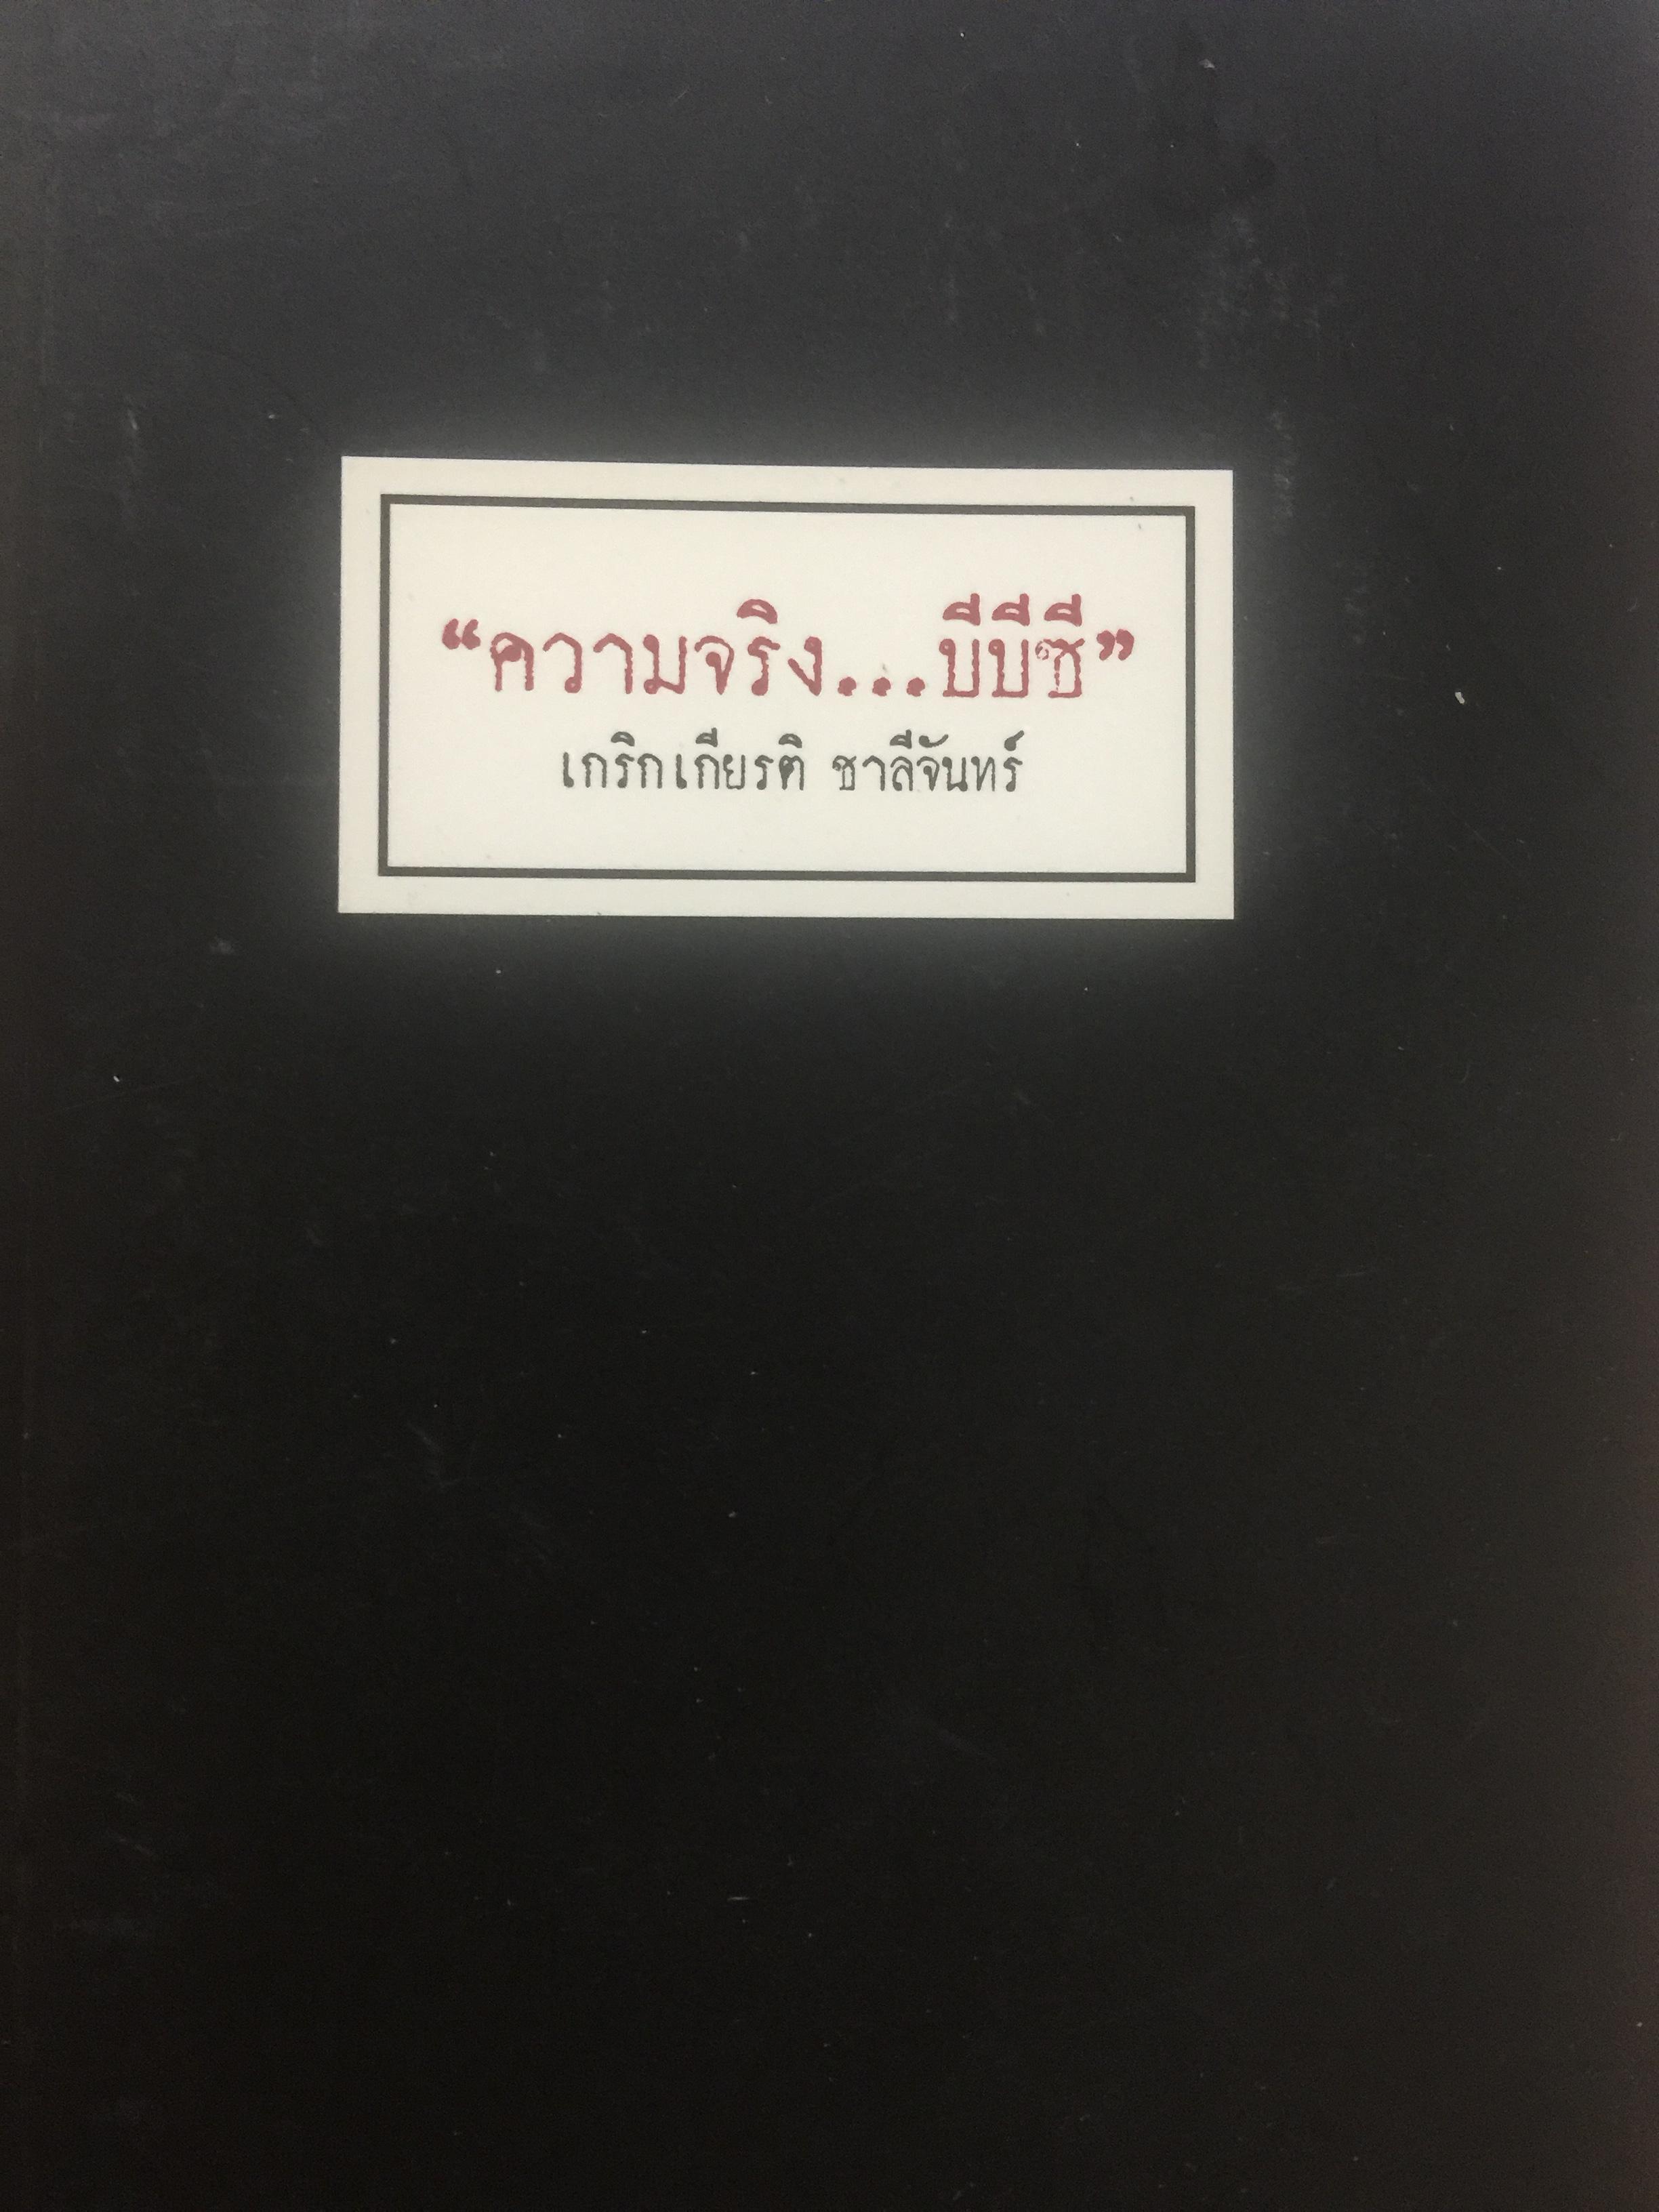 “ความจริง...บีบีซี”
เกริกเกียรติ ชาลีจันทร์